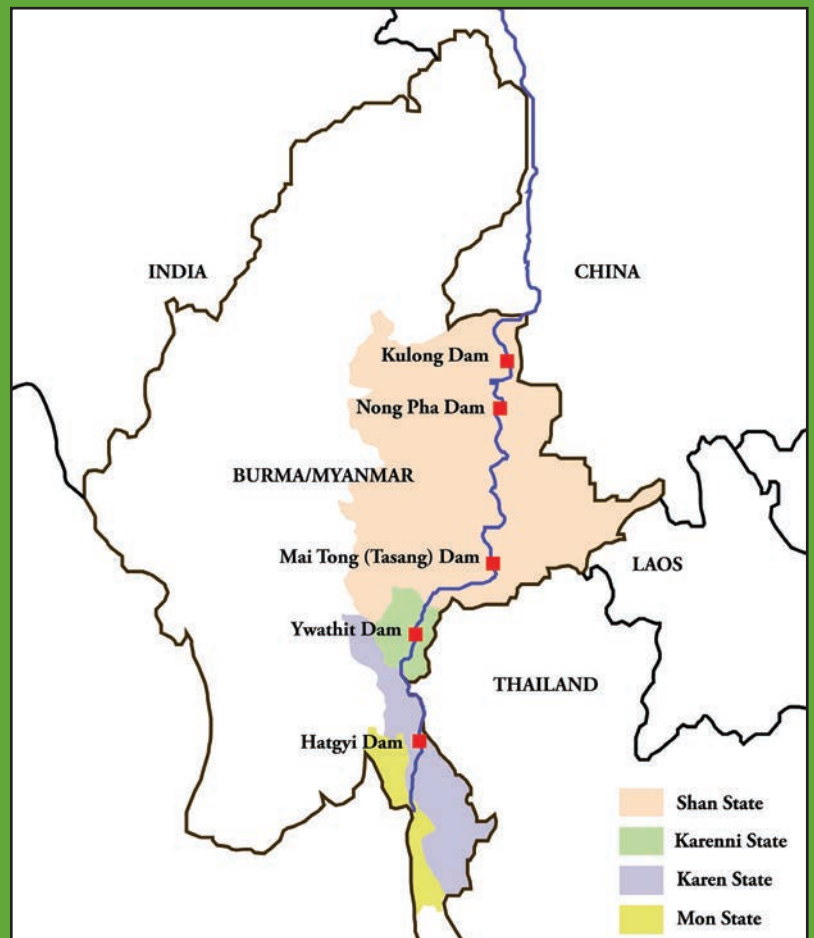 INDIA
CHINA
Kulong Dam
Nong Pha Dam
BURMA/MYANMAR
Mai Tong (Tasang) Dam
LAOS
Ywathit Dam
THAILAND
Hatgyi Dam
Shan State
Karenni State
Karen State
Mon State